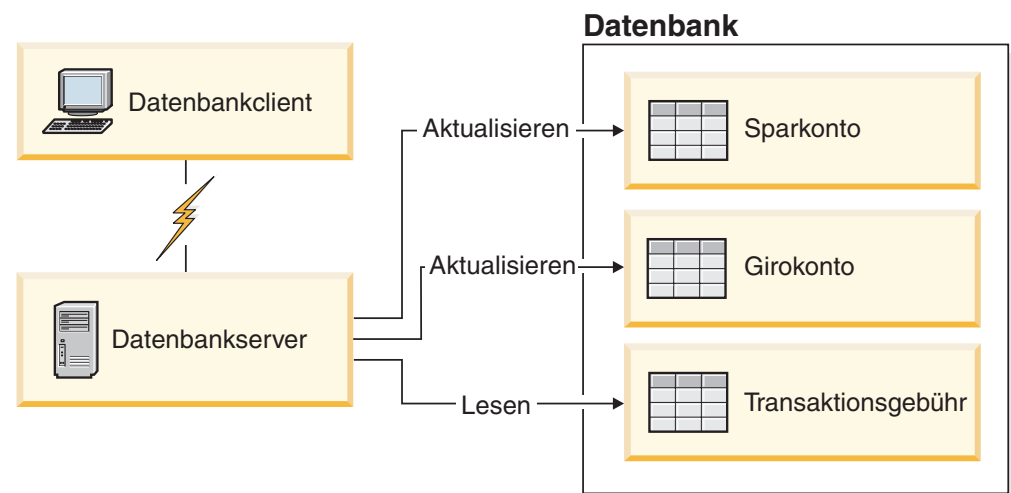 Datenbank
Datenbankclient
Aktualisieren
Sparkonto
Aktualisieren
Girokonto
Datenbankserver
Lesen
Transaktionsgebühr